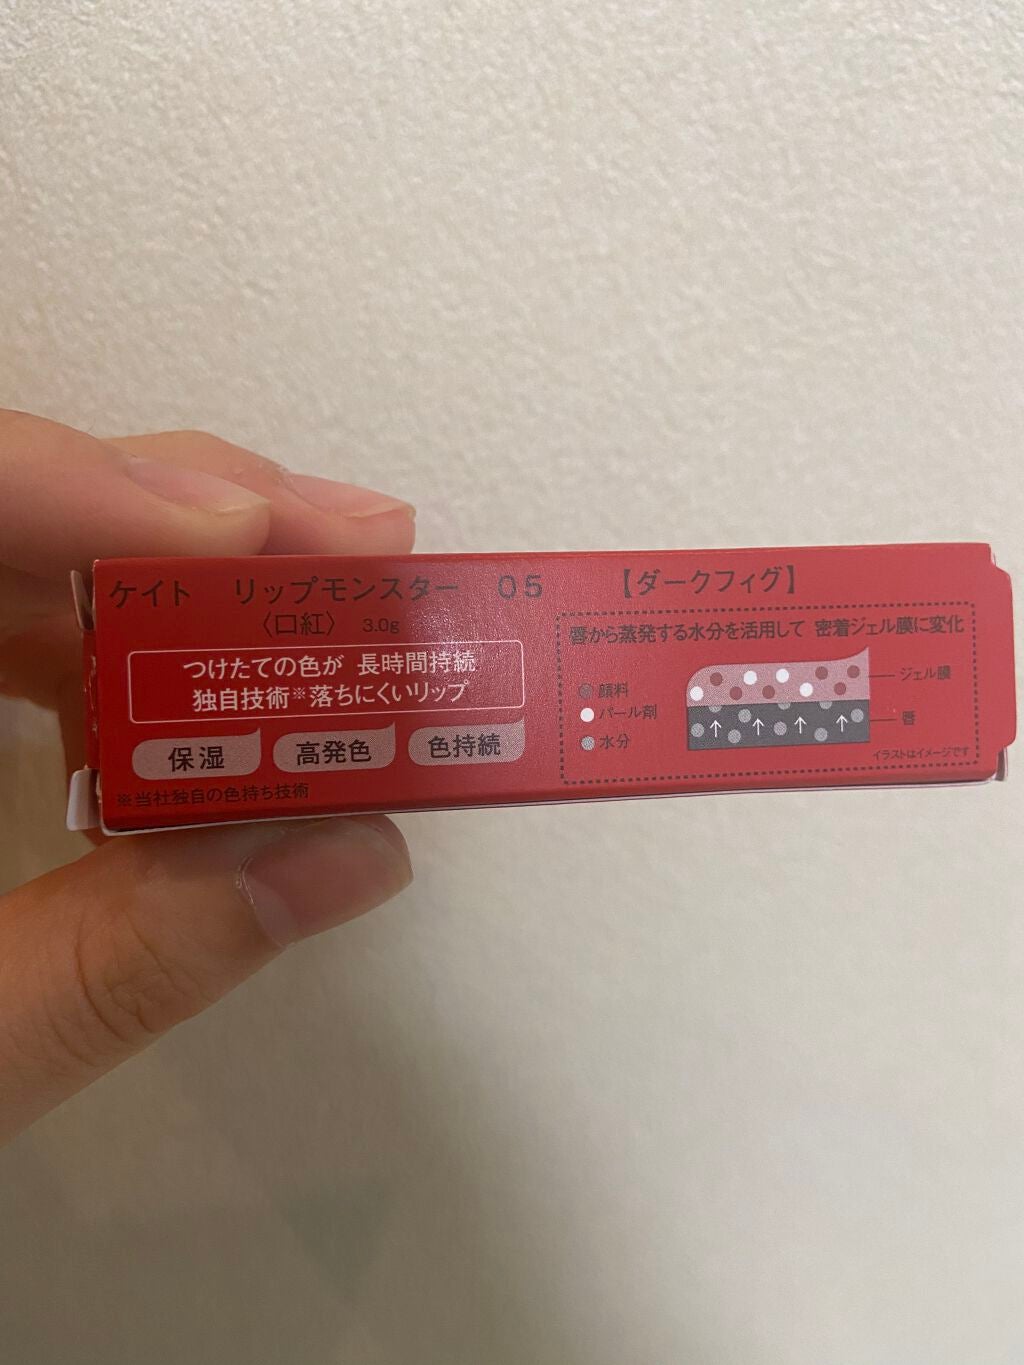 ケイト リップモンスター 05 【ダークフィグ】
〈口紅〉 3.0g
つけたての色が 長時間持続
独自技術※落ちにくいリップ
保湿 高発色 色持続
※当社独自の色持ち技術
唇から蒸発する水分を活用して 密着ジェル膜に変化
顔料
パール剤
水分
ジェル膜
唇
イラストはイメージです